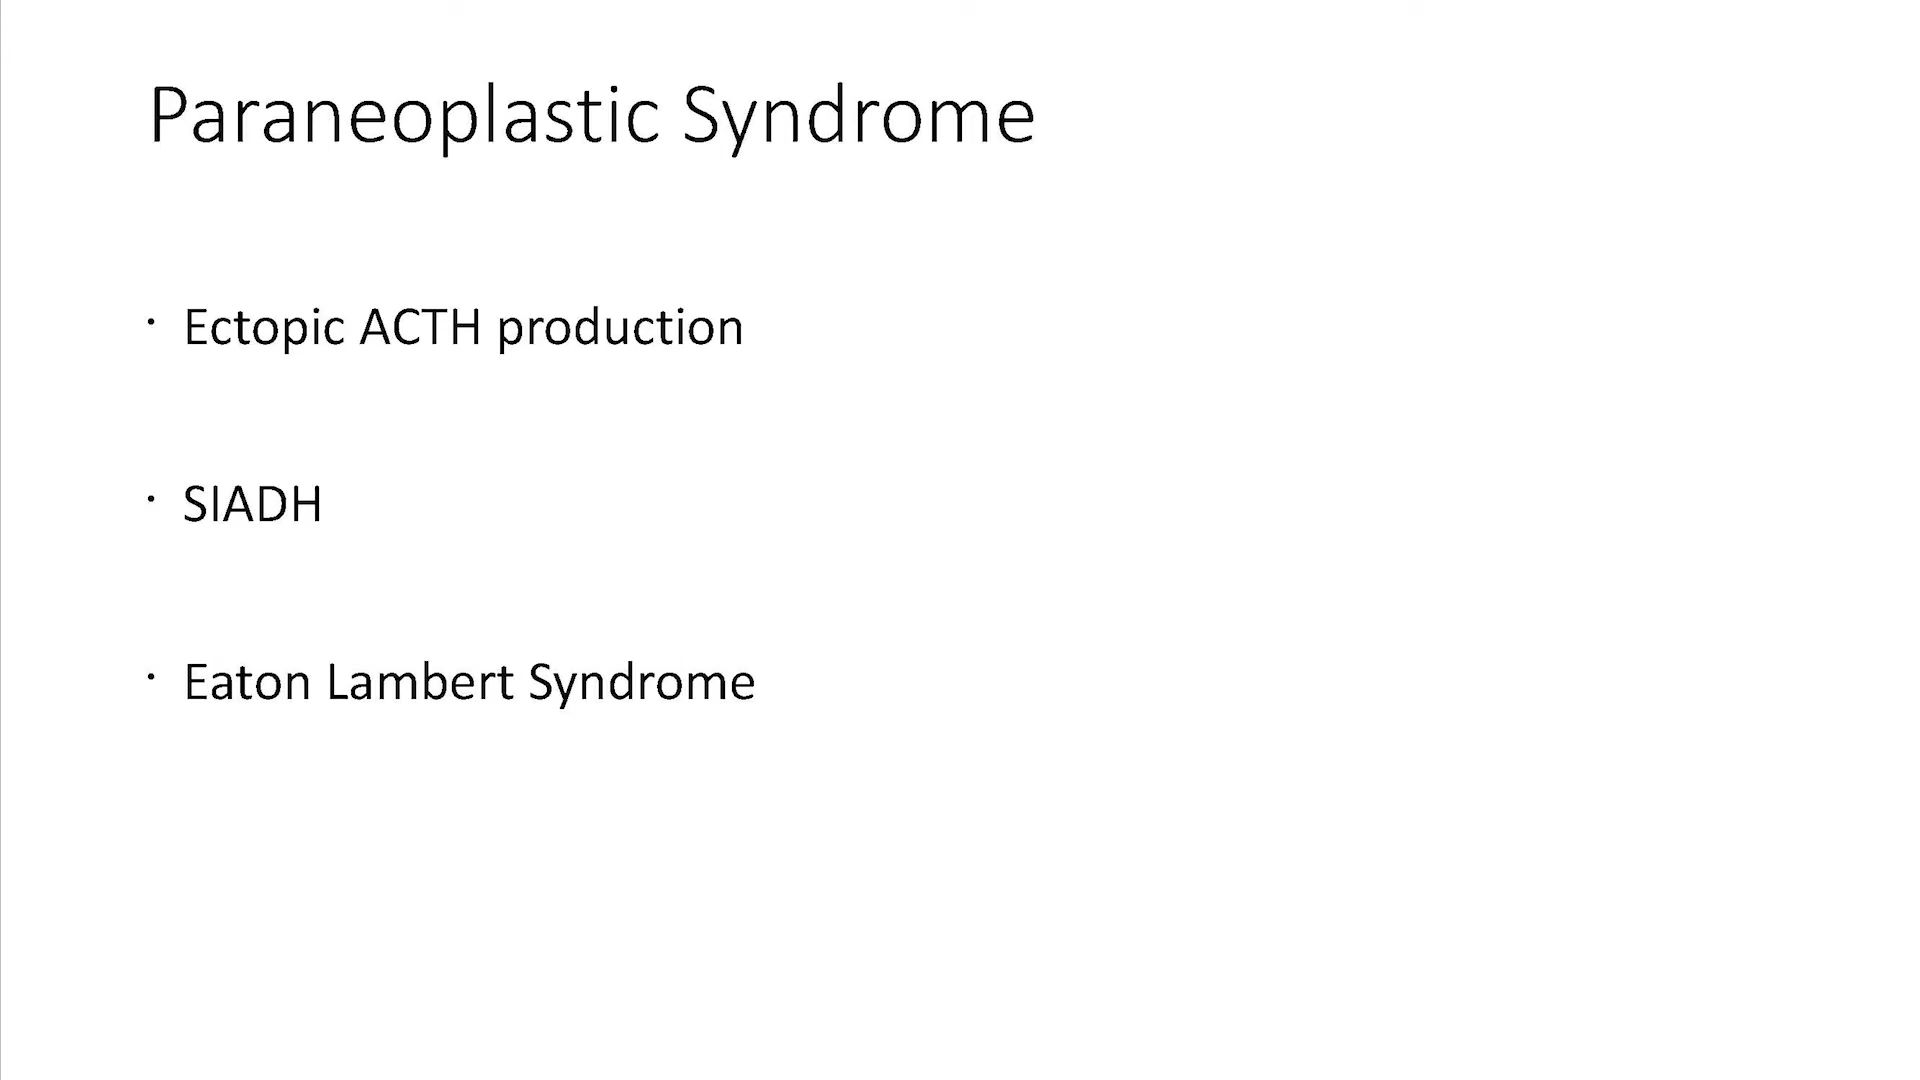 Paraneoplastic Syndrome
· Ectopic ACTH production
· SIADH
· Eaton Lambert Syndrome